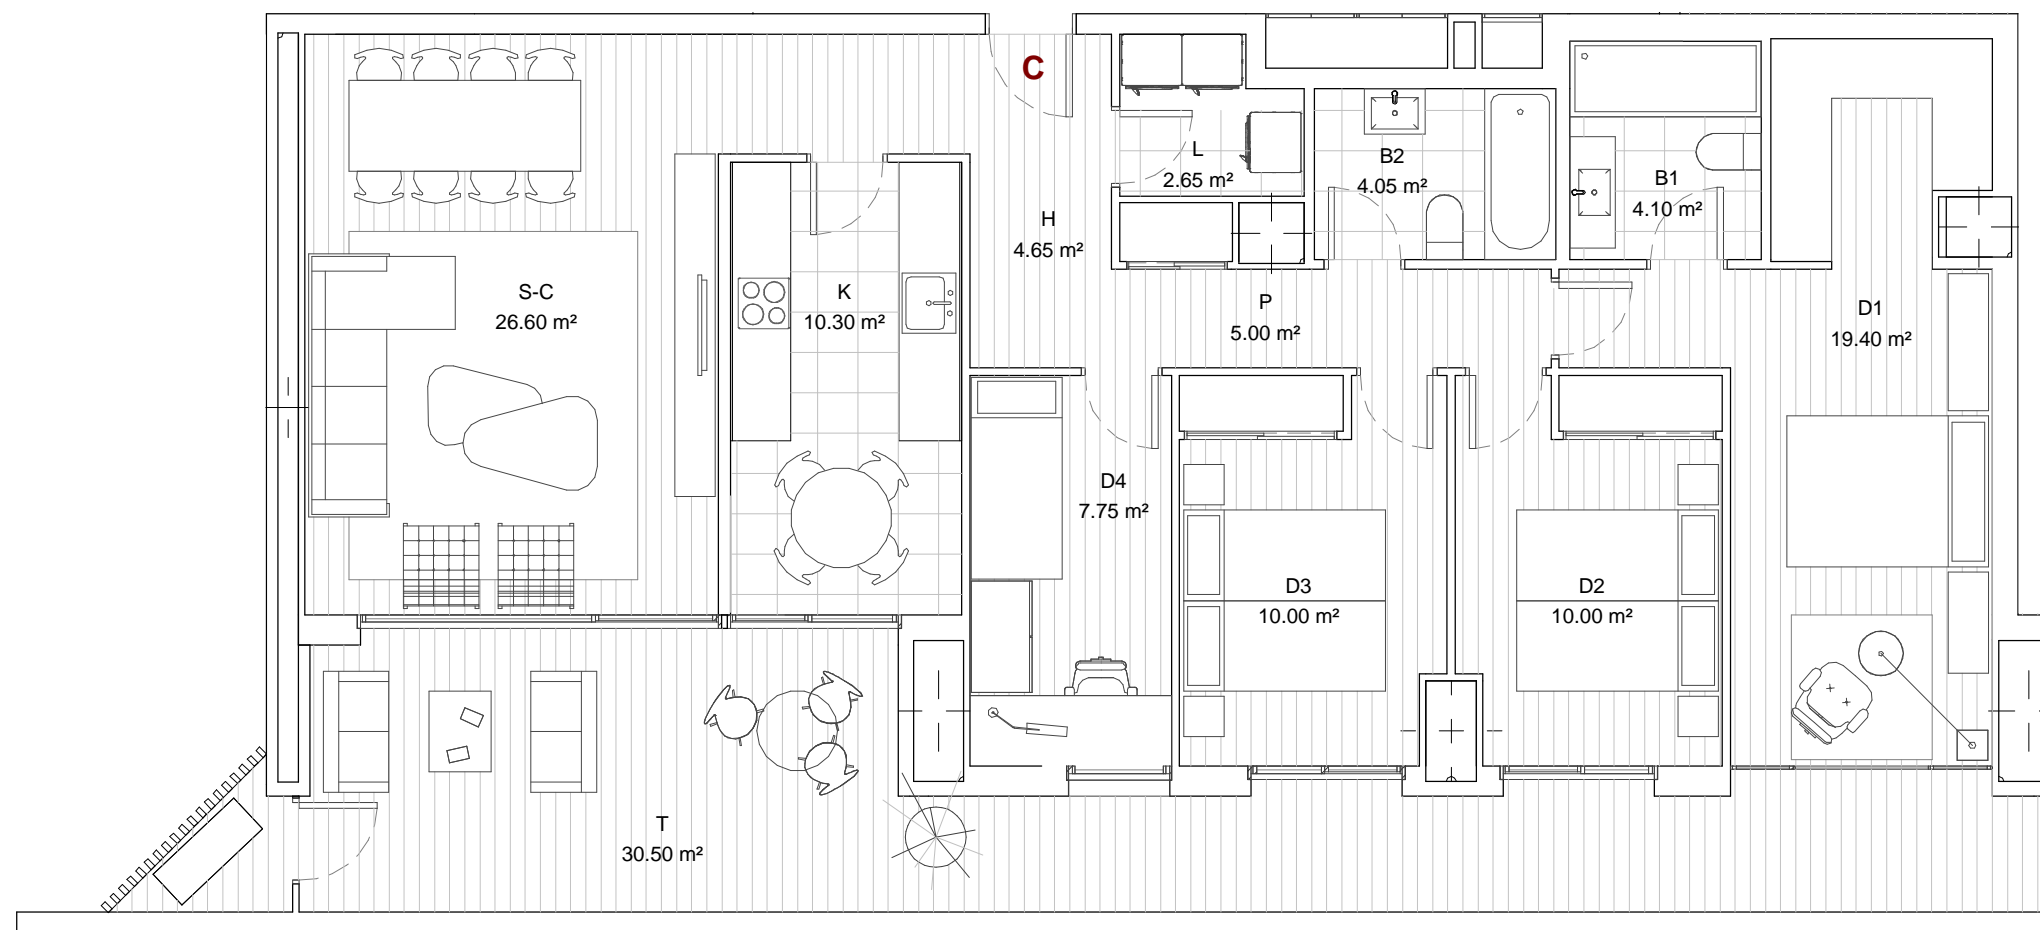 C
L
2.65 m²
B2
4.05 m²
B1
4.10 m²
H
4.65 m²
S-C
26.60 m²
K
10.30 m²
P
5.00 m²
D1
19.40 m²
D4
7.75 m²
D3
10.00 m²
D2
10.00 m²
T
30.50 m²